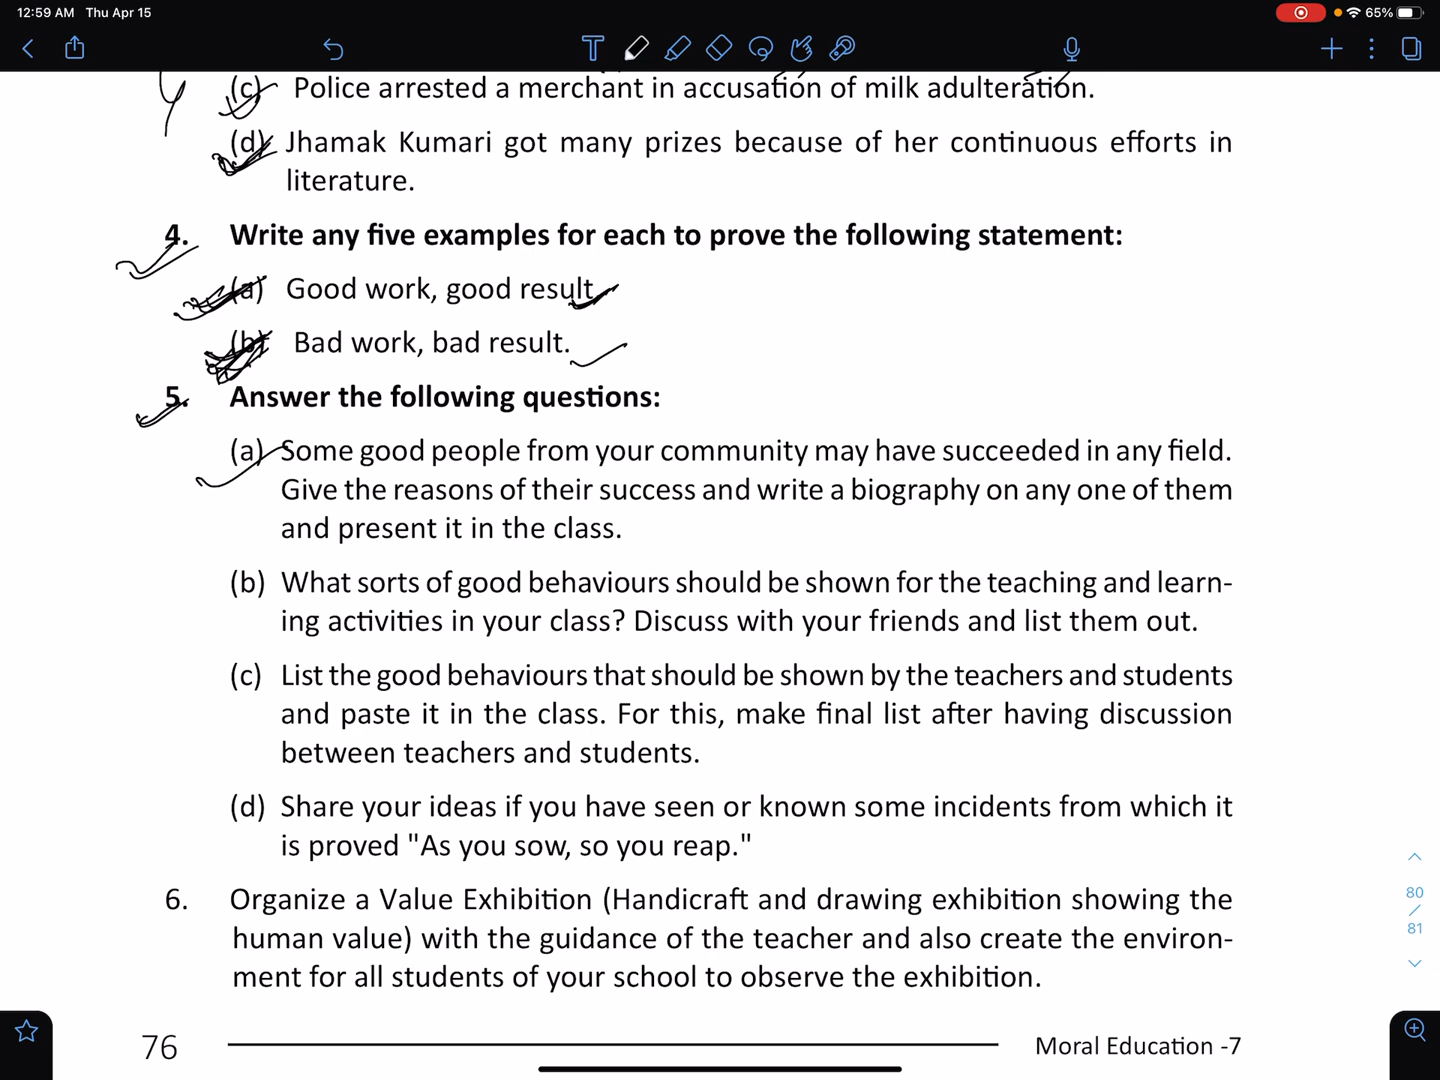 12:59 AM Thu Apr 15
65%
(c) Police arrested a merchant in accusation of milk adulteration.
(d) Jhamak Kumari got many prizes because of her continuous efforts in
literature.
4. Write any five examples for each to prove the following statement:
(a) Good work, good result
(b) Bad work, bad result.
5. Answer the following questions:
(a) Some good people from your community may have succeeded in any field.
Give the reasons of their success and write a biography on any one of them
and present it in the class.
(b) What sorts of good behaviours should be shown for the teaching and learn-
ing activities in your class? Discuss with your friends and list them out.
(c) List the good behaviours that should be shown by the teachers and students
and paste it in the class. For this, make final list after having discussion
between teachers and students.
(d) Share your ideas if you have seen or known some incidents from which it
is proved "As you sow, so you reap."
80
/
81
6. Organize a Value Exhibition (Handicraft and drawing exhibition showing the
human value) with the guidance of the teacher and also create the environ-
ment for all students of your school to observe the exhibition.
76 Moral Education -7